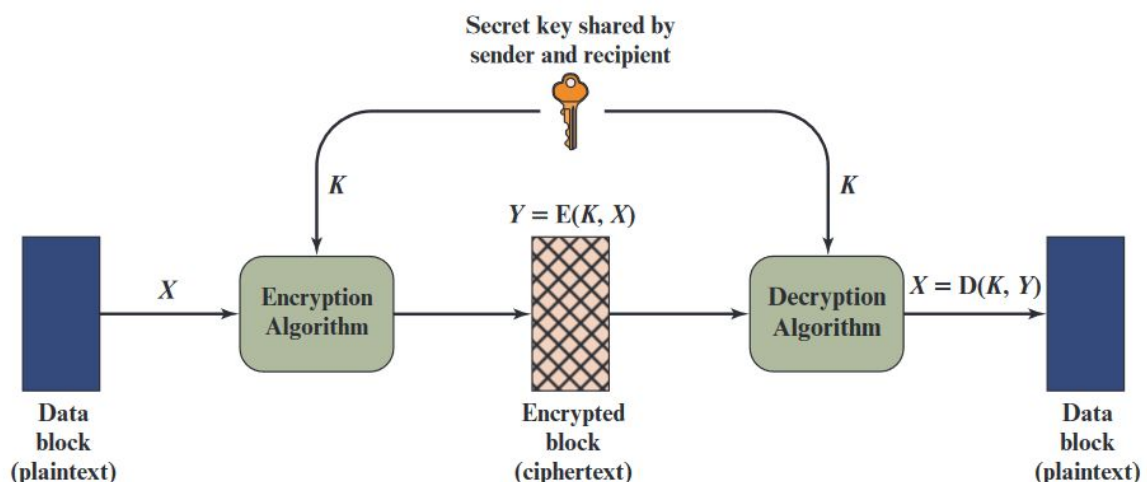 Secret key shared by
sender and recipient
K
K
Y = E(K, X)
X
Encryption
Algorithm
Decryption
Algorithm
X = D(K, Y)
Data
block
(plaintext)
Encrypted
block
(ciphertext)
Data
block
(plaintext)